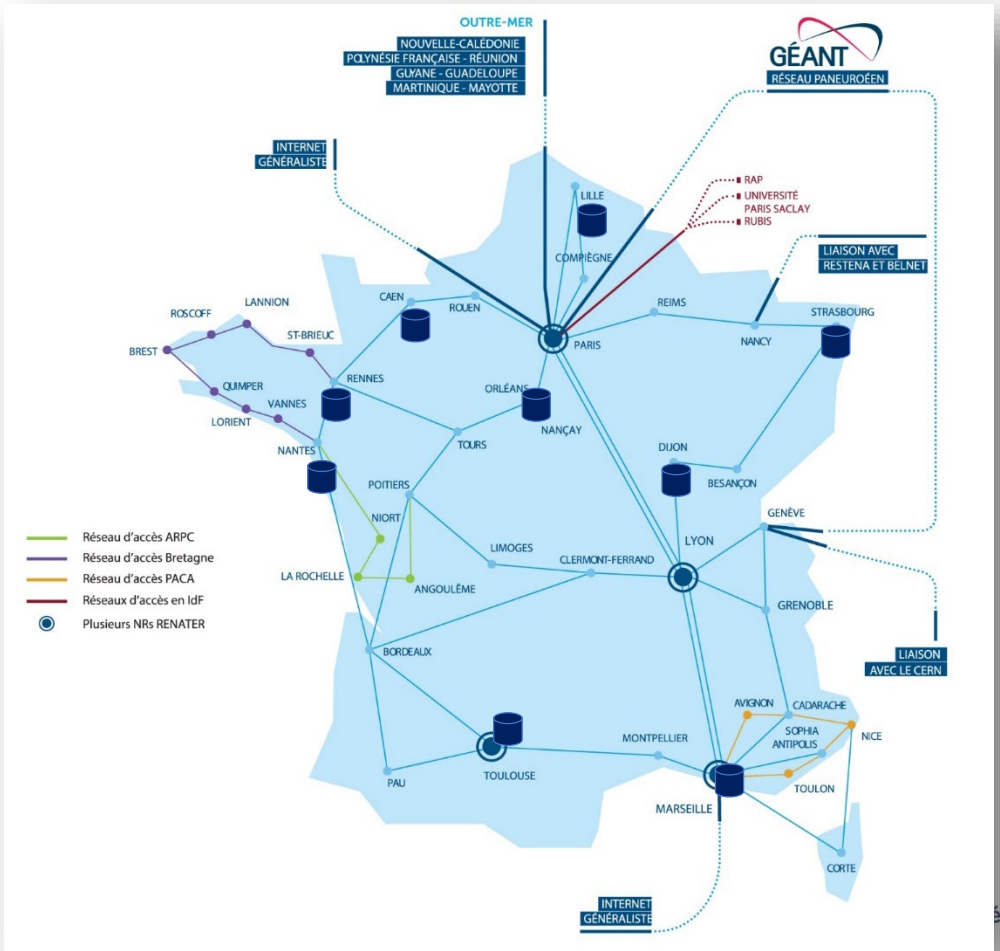 OUTRE-MER
NOUVELLE-CALÉDONIE
POLYNÉSIE FRANÇAISE - RÉUNION
GUYANE - GUADELOUPE
MARTINIQUE - MAYOTTE
GÉANT
RÉSEAU PANEUROÉEN
INTERNET
GÉNÉRALISTE
RAP
UNIVERSITÉ
PARIS SACLAY
RUBIS
LILLE
COMPIÈGNE
LIAISON AVEC
RESTENA ET BELNET
CAEN
ROUEN
REIMS
STRASBOURG
LANNION
ROSCOFF
ST-BRIEUC
BREST
PARIS
NANCY
RENNES
QUIMPER
ORLÉANS
VANNES
LORIENT
NANÇAY
NANTES
TOURS
DIJON
BESANÇON
POITIERS
NIORT
GENÈVE
LYON
LIMOGES
CLERMONT-FERRAND
LA ROCHELLE
ANGOULÊME
GRENOBLE
Réseau d'accès ARPC
Réseau d'accès Bretagne
Réseau d'accès PACA
Réseaux d'accès en IdF
Plusieurs NRs RENATER
BORDEAUX
LIAISON
AVEC LE CERN
AVIGNON
CADARACHE
SOPHIA
ANTIPOLIS
NICE
MONTPELLIER
PAU
TOULOUSE
TOULON
MARSEILLE
CORTE
INTERNET
GÉNÉRALISTE